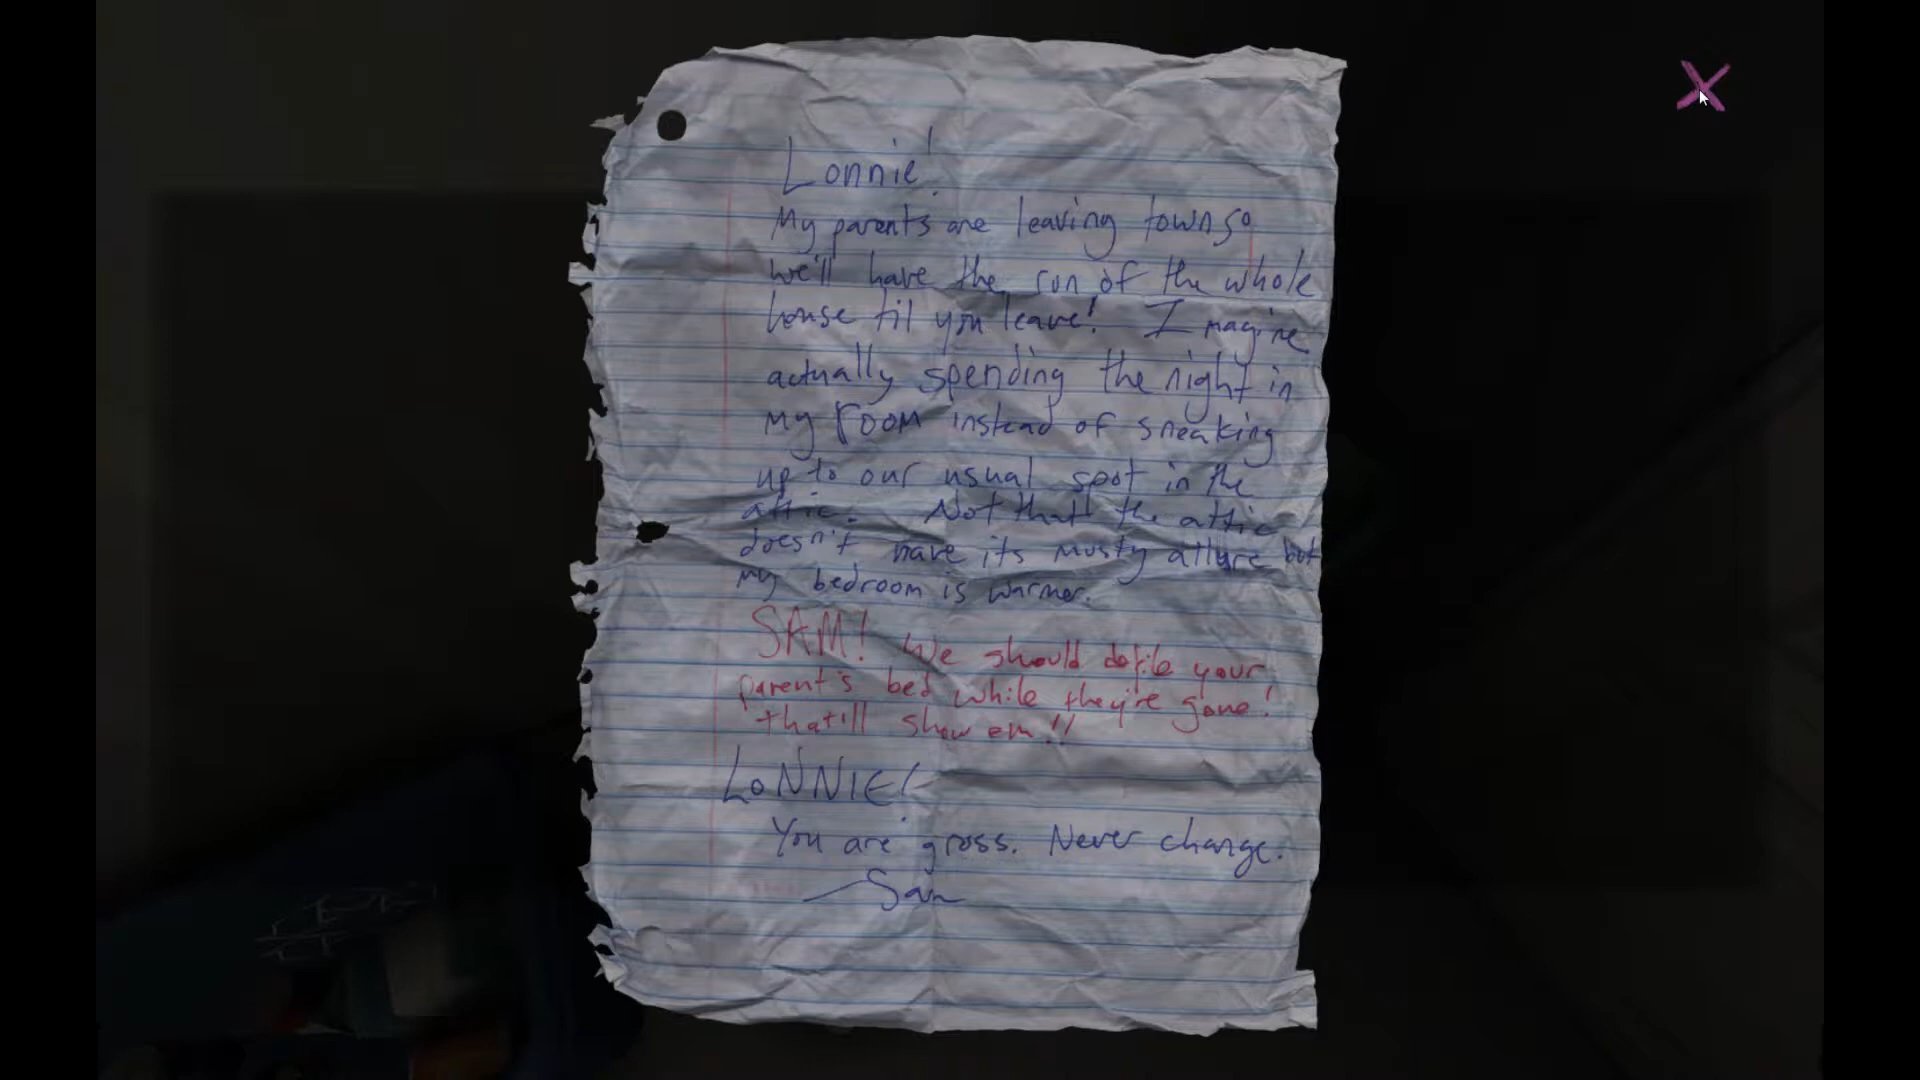 Lonnie!
My parents are leaving town so
we'll have the run of the whole
house til you leave! Imagine
actually spending the night in
my room instead of sneaking
up to our usual spot in the
attic. Not that the attic
doesn't have its musty allure but
my bedroom is warmer.
SAM! We should defile your
parent's bed while they're gone!
that'll show em!!
LONNIE!
You are gross. Never change.
—Sam